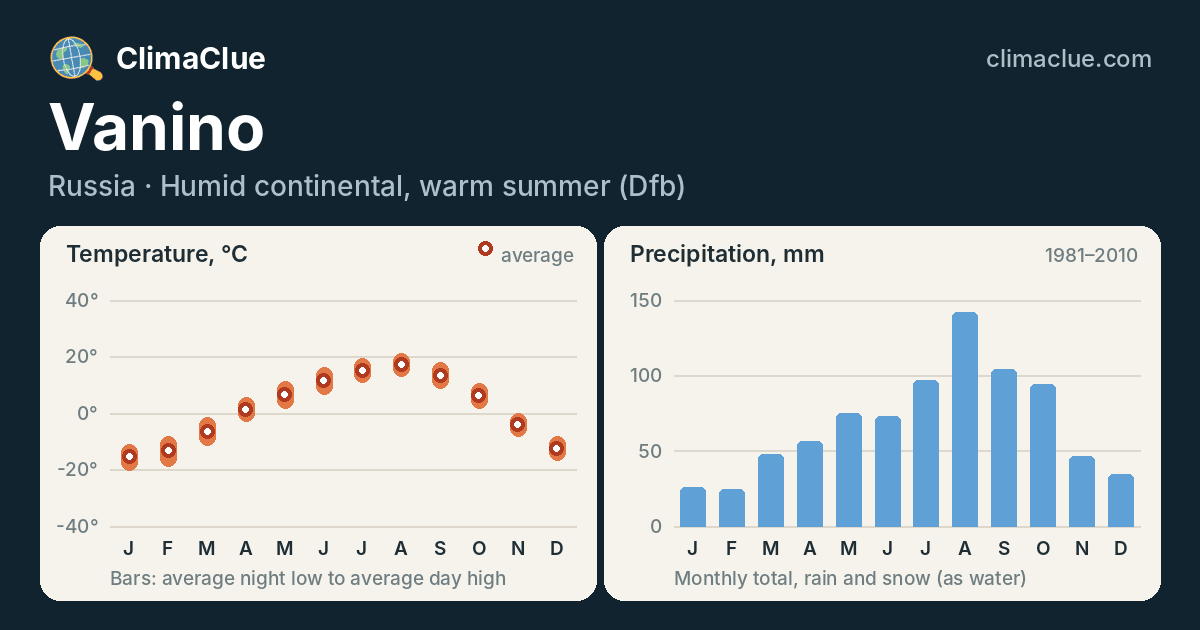 ClimaClue
climaclue.com
Vanino
Russia · Humid continental, warm summer (Dfb)
Temperature, °C
average
40°
20°
0°
-20°
-40°
J F M A M J J A S O N D
Bars: average night low to average day high
Precipitation, mm
1981–2010
150
100
50
0
J F M A M J J A S O N D
Monthly total, rain and snow (as water)